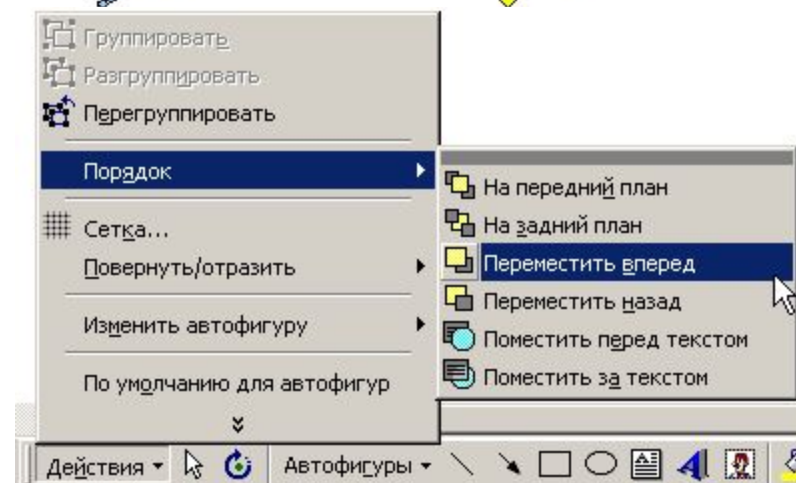 Группировать
Разгруппировать
Перегруппировать
Порядок
Сетка...
Повернуть/отразить
Изменить автофигуру
По умолчанию для автофигур
На передний план
На задний план
Переместить вперед
Переместить назад
Поместить перед текстом
Поместить за текстом
Действия
Автофигуры